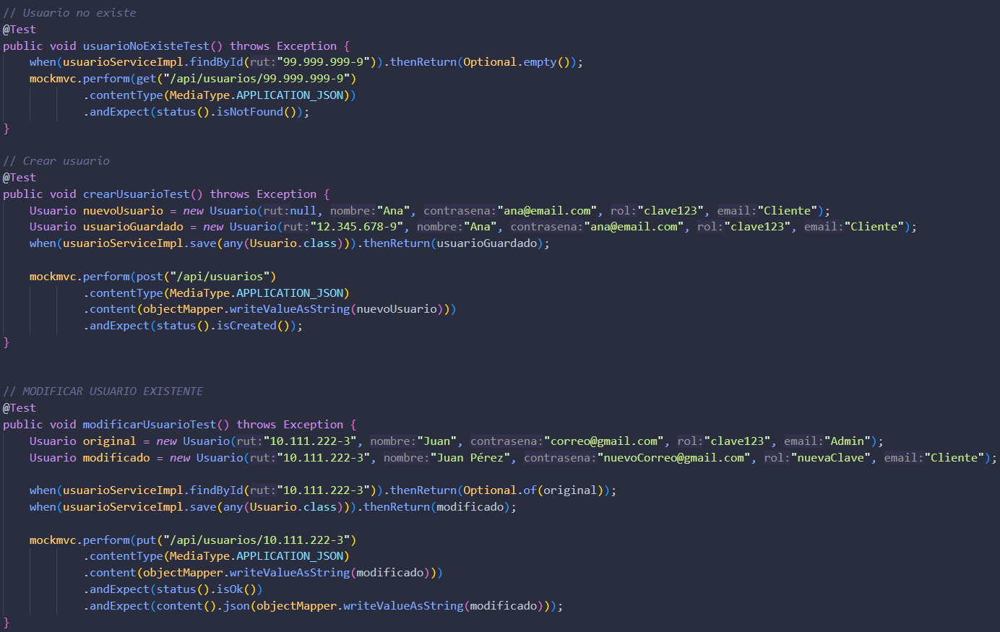 // Usuario no existe
@Test
public void usuarioNoExisteTest() throws Exception {
    when(usuarioServiceImpl.findById(rut:"99.999.999-9")).thenReturn(Optional.empty());
    mockmvc.perform(get("/api/usuarios/99.999.999-9")
            .contentType(MediaType.APPLICATION_JSON))
            .andExpect(status().isNotFound());
}

// Crear usuario
@Test
public void crearUsuarioTest() throws Exception {
    Usuario nuevoUsuario = new Usuario(rut:null, nombre:"Ana", contrasena:"ana@email.com", rol:"clave123", email:"Cliente");
    Usuario usuarioGuardado = new Usuario(rut:"12.345.678-9", nombre:"Ana", contrasena:"ana@email.com", rol:"clave123", email:"Cliente");
    when(usuarioServiceImpl.save(any(Usuario.class))).thenReturn(usuarioGuardado);

    mockmvc.perform(post("/api/usuarios")
            .contentType(MediaType.APPLICATION_JSON)
            .content(objectMapper.writeValueAsString(nuevoUsuario)))
            .andExpect(status().isCreated());
}

// MODIFICAR USUARIO EXISTENTE
@Test
public void modificarUsuarioTest() throws Exception {
    Usuario original = new Usuario(rut:"10.111.222-3", nombre:"Juan", contrasena:"correo@gmail.com", rol:"clave123", email:"Admin");
    Usuario modificado = new Usuario(rut:"10.111.222-3", nombre:"Juan Pérez", contrasena:"nuevoCorreo@gmail.com", rol:"nuevaClave", email:"Cliente");

    when(usuarioServiceImpl.findById(rut:"10.111.222-3")).thenReturn(Optional.of(original));
    when(usuarioServiceImpl.save(any(Usuario.class))).thenReturn(modificado);

    mockmvc.perform(put("/api/usuarios/10.111.222-3")
            .contentType(MediaType.APPLICATION_JSON)
            .content(objectMapper.writeValueAsString(modificado)))
            .andExpect(status().isOk())
            .andExpect(content().json(objectMapper.writeValueAsString(modificado)));
}